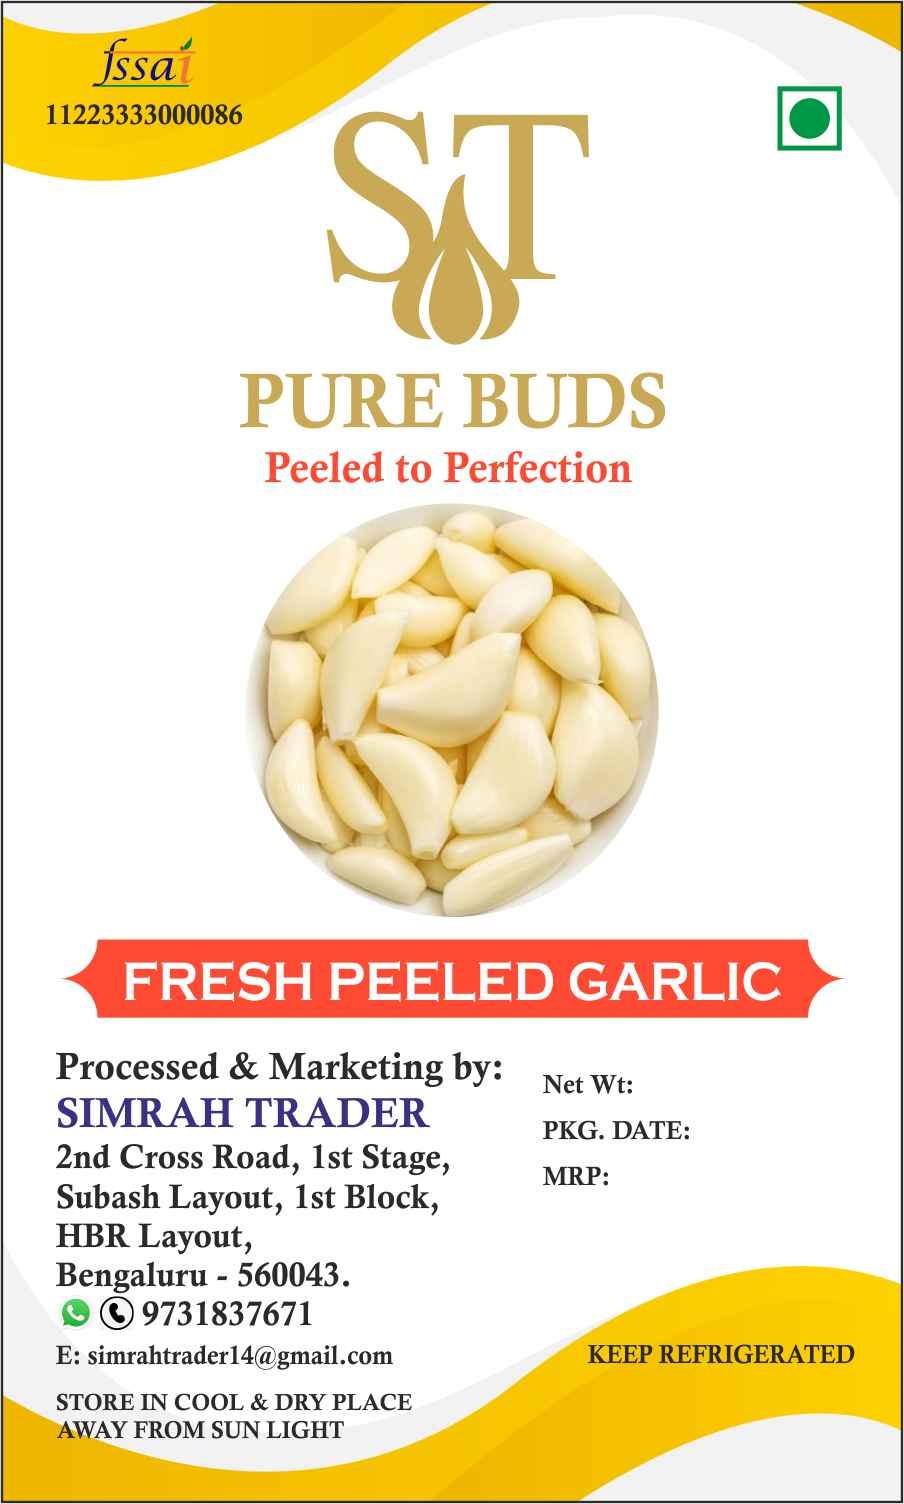 fssai
11223333000086
ST
PURE BUDS
Peeled to Perfection
FRESH PEELED GARLIC
Processed & Marketing by:
SIMRAH TRADER
2nd Cross Road, 1st Stage,
Subash Layout, 1st Block,
HBR Layout,
Bengaluru - 560043.
9731837671
E: simrahtrader14@gmail.com
STORE IN COOL & DRY PLACE
AWAY FROM SUN LIGHT
Net Wt:
PKG. DATE:
MRP:
KEEP REFRIGERATED